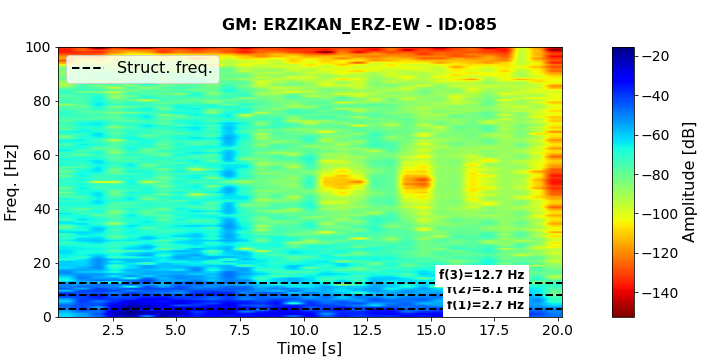 GM: ERZIKAN_ERZ-EW - ID:085
100
80
60
40
20
0
Freq. [Hz]
Struct. freq.
f(3)=12.7 Hz
f(2)=8.1 Hz
f(1)=2.7 Hz
2.5 5.0 7.5 10.0 12.5 15.0 17.5 20.0
Time [s]
−20
−40
−60
−80
−100
−120
−140
Amplitude [dB]